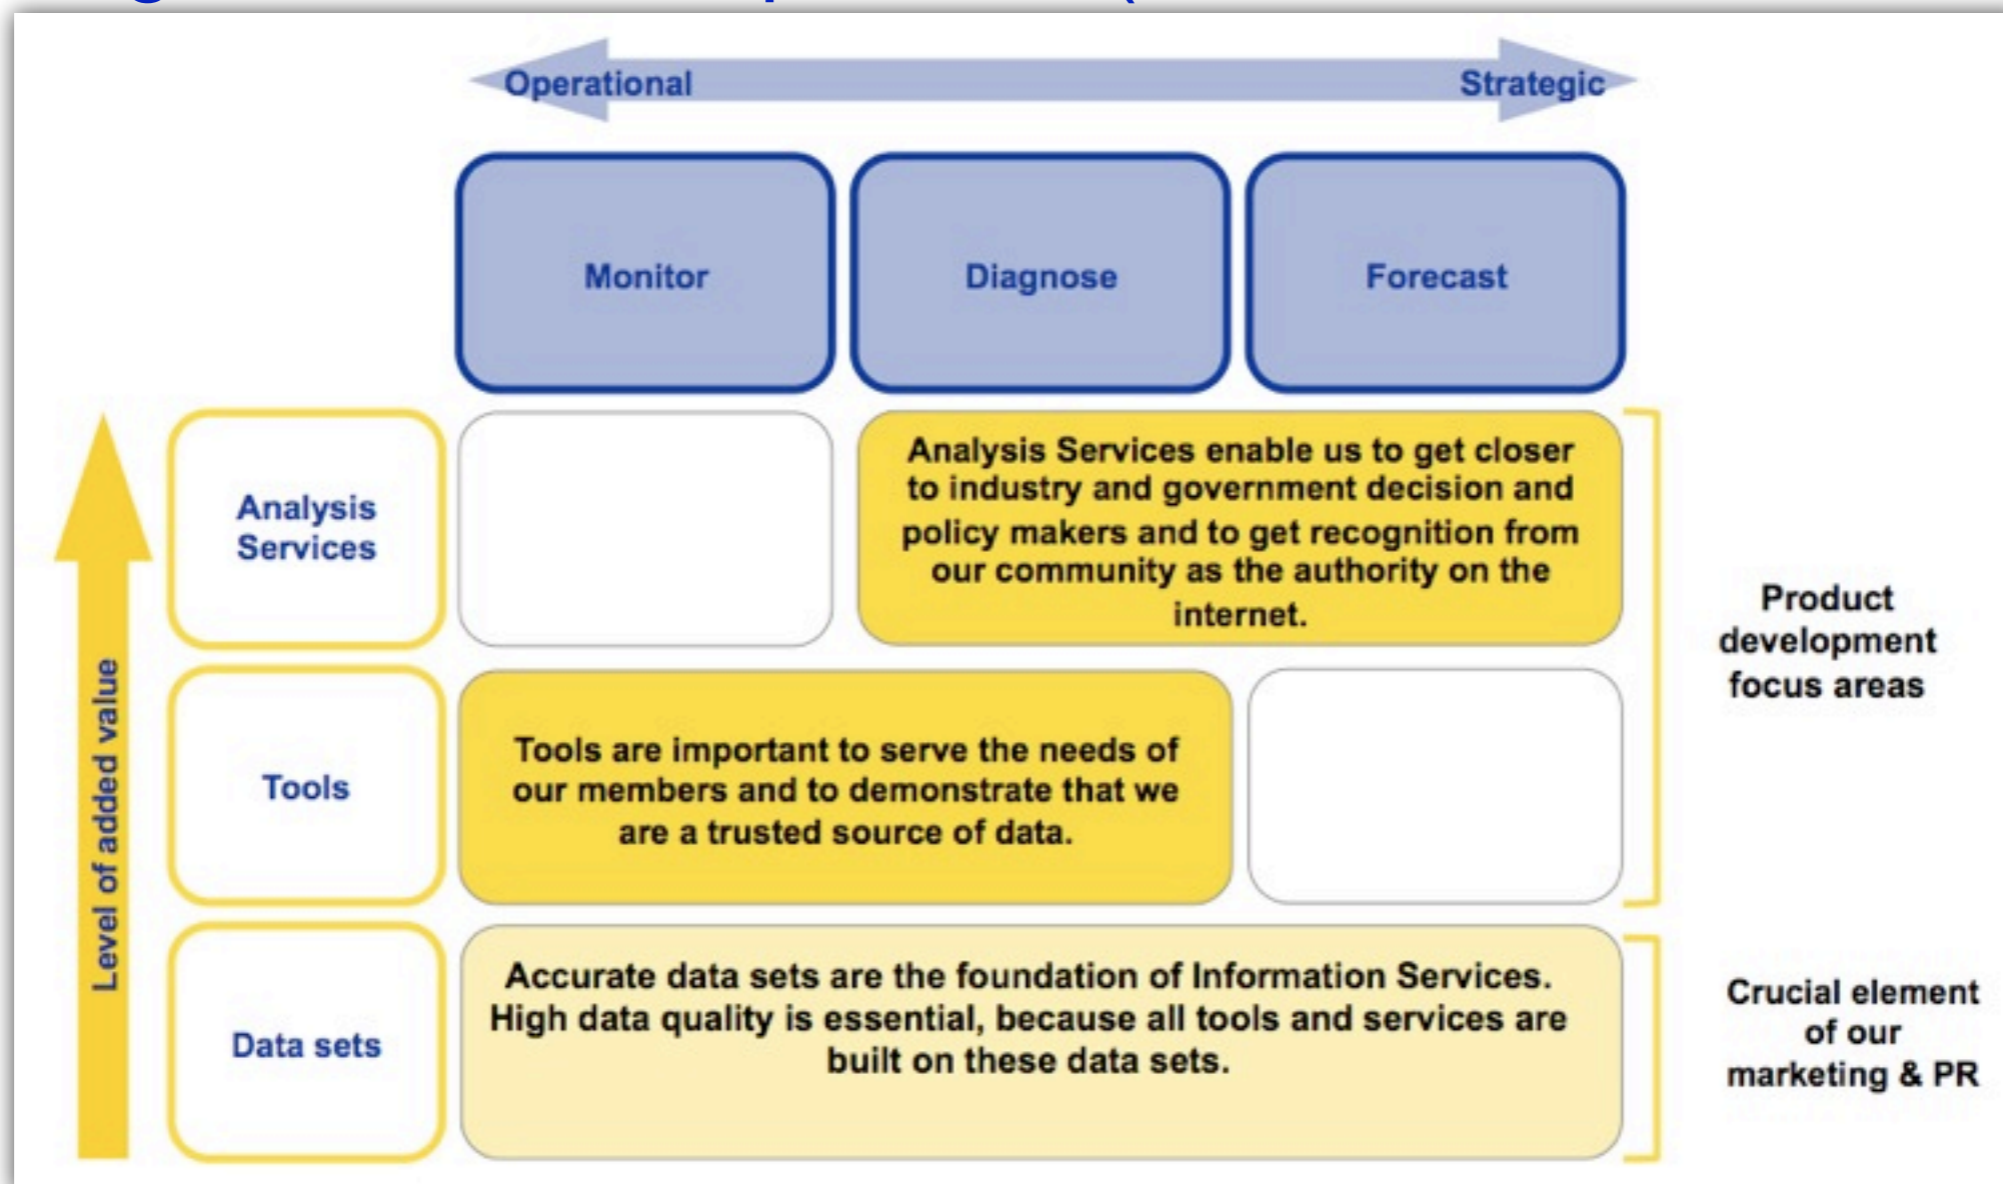 Operational
Strategic
Monitor
Diagnose
Forecast
Analysis
Services
Analysis Services enable us to get closer
to industry and government decision and
policy makers and to get recognition from
our community as the authority on the
internet.
Product
development
focus areas
Level of added value
Tools
Tools are important to serve the needs of
our members and to demonstrate that we
are a trusted source of data.
Data sets
Accurate data sets are the foundation of Information Services.
High data quality is essential, because all tools and services are
built on these data sets.
Crucial element
of our
marketing & PR